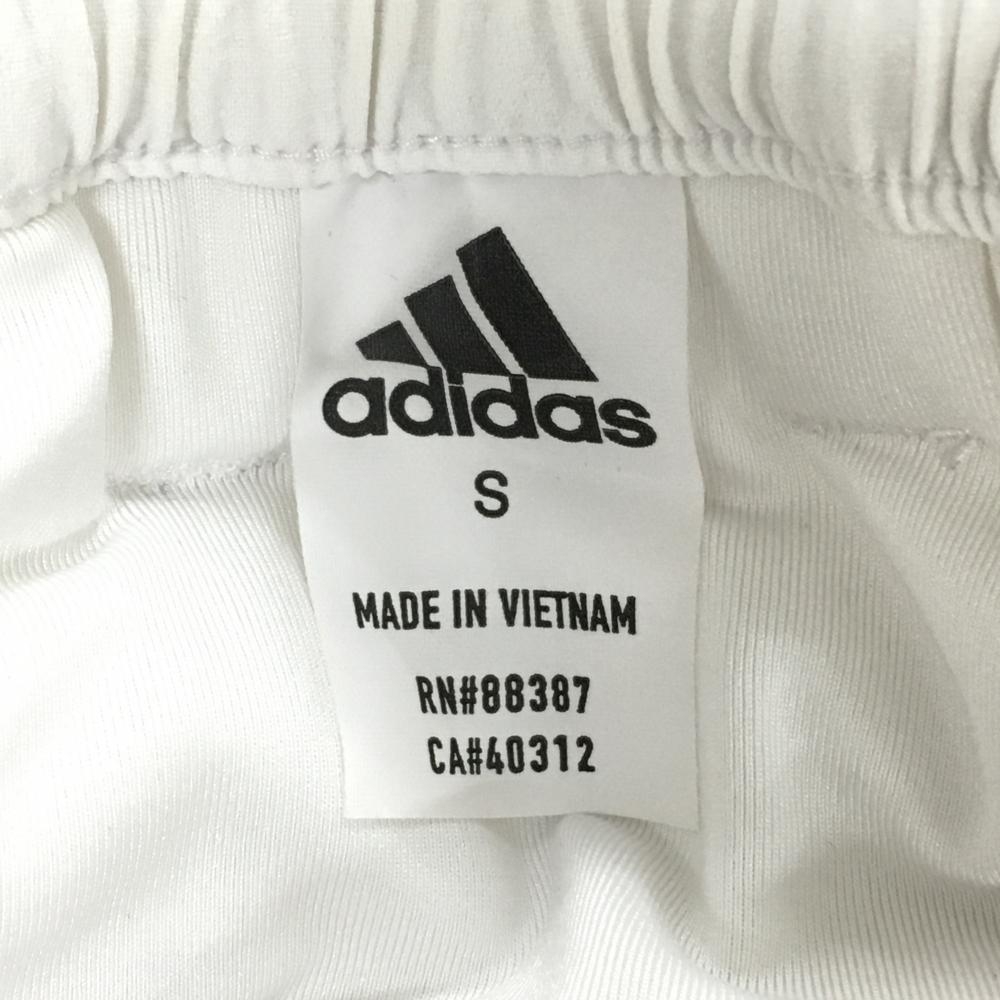 adidas
S
MADE IN VIETNAM
RN#88387
CA#40312